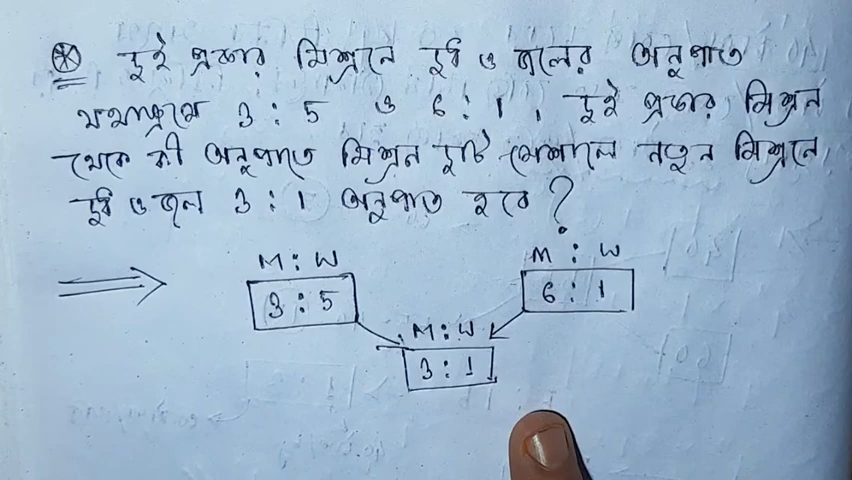 দুই প্রকার মিশ্রনে দুধ ও জলের অনুপাত
যথাক্রমে 3 : 5 ও 6 : 1, দুই প্রকার মিশ্রন
থেকে কী অনুপাতে মিশ্রন দুটি মেশালে নতুন মিশ্রনে
দুধ ও জল 3 : 1 অনুপাত হবে ?
M : W M : W
3 : 5 6 : 1
M : W
3 : 1